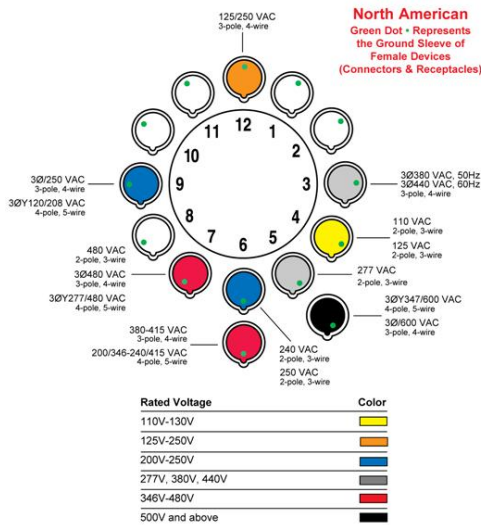 125/250 VAC
3-pole, 4-wire
North American
Green Dot • Represents
the Ground Sleeve of
Female Devices
(Connectors & Receptacles)
12
11
1
10
2
9
3
8
4
7
5
6
3Ø/250 VAC
3-pole, 4-wire
3ØY120/208 VAC
4-pole, 5-wire
3Ø380 VAC, 50Hz
3Ø440 VAC, 60Hz
3-pole, 4-wire
110 VAC
2-pole, 3-wire
125 VAC
2-pole, 3-wire
480 VAC
2-pole, 3-wire
3Ø480 VAC
3-pole, 4-wire
3ØY277/480 VAC
4-pole, 5-wire
277 VAC
2-pole, 3-wire
3ØY347/600 VAC
4-pole, 5-wire
3Ø/600 VAC
3-pole, 4-wire
380-415 VAC
3-pole, 4-wire
200/346-240/415 VAC
4-pole, 5-wire
240 VAC
2-pole, 3-wire
250 VAC
2-pole, 3-wire
Rated Voltage Color
110V-130V
125V-250V
200V-250V
277V, 380V, 440V
346V-480V
500V and above